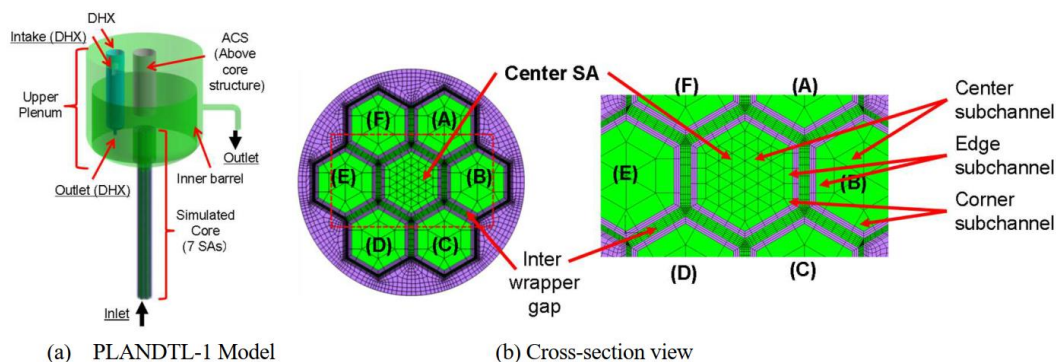 DHX
Intake (DHX)
ACS
(Above
core
structure)
Upper
Plenum
Outlet
Inner barrel
Outlet (DHX)
Simulated
Core
(7 SAs)
Inlet
(a) PLANDTL-1 Model
Center SA
(F)
(A)
(E)
(B)
(D)
(C)
Inter
wrapper
gap
(F)
(A)
(E)
(B)
(D)
(C)
Center
subchannel
Edge
subchannel
Corner
subchannel
(b) Cross-section view